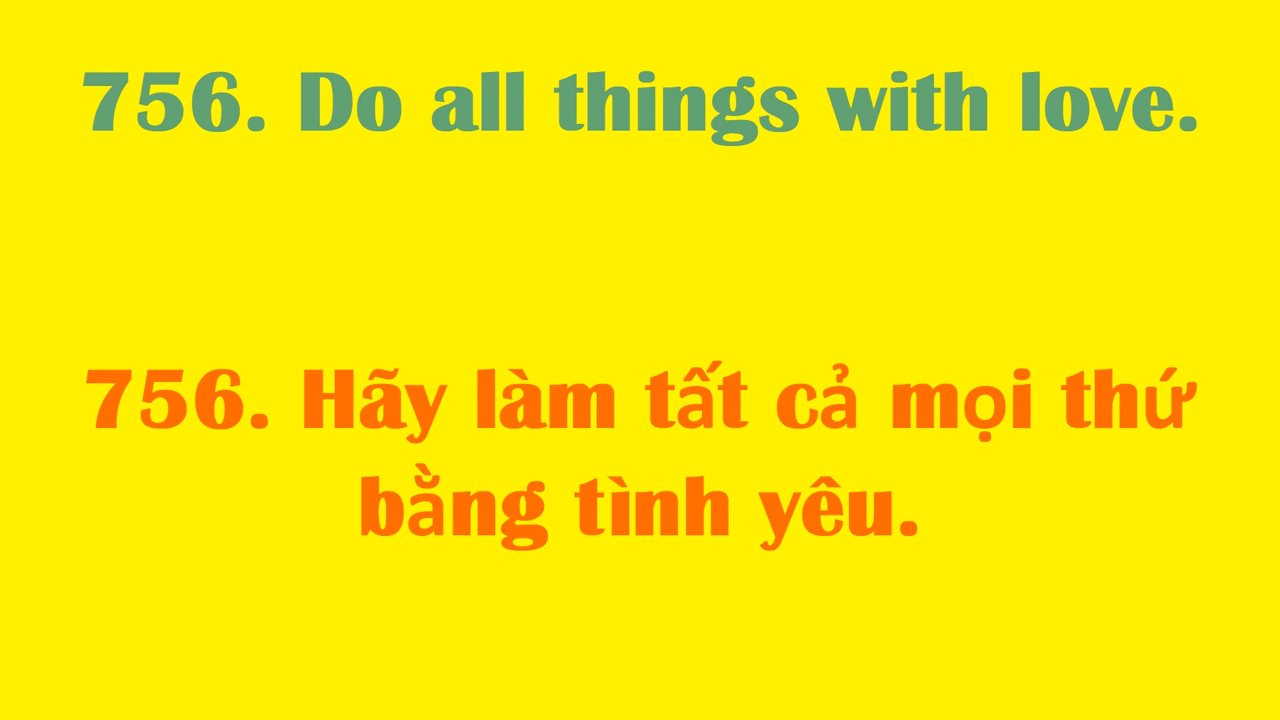 756. Do all things with love.
756. Hãy làm tất cả mọi thứ
bằng tình yêu.